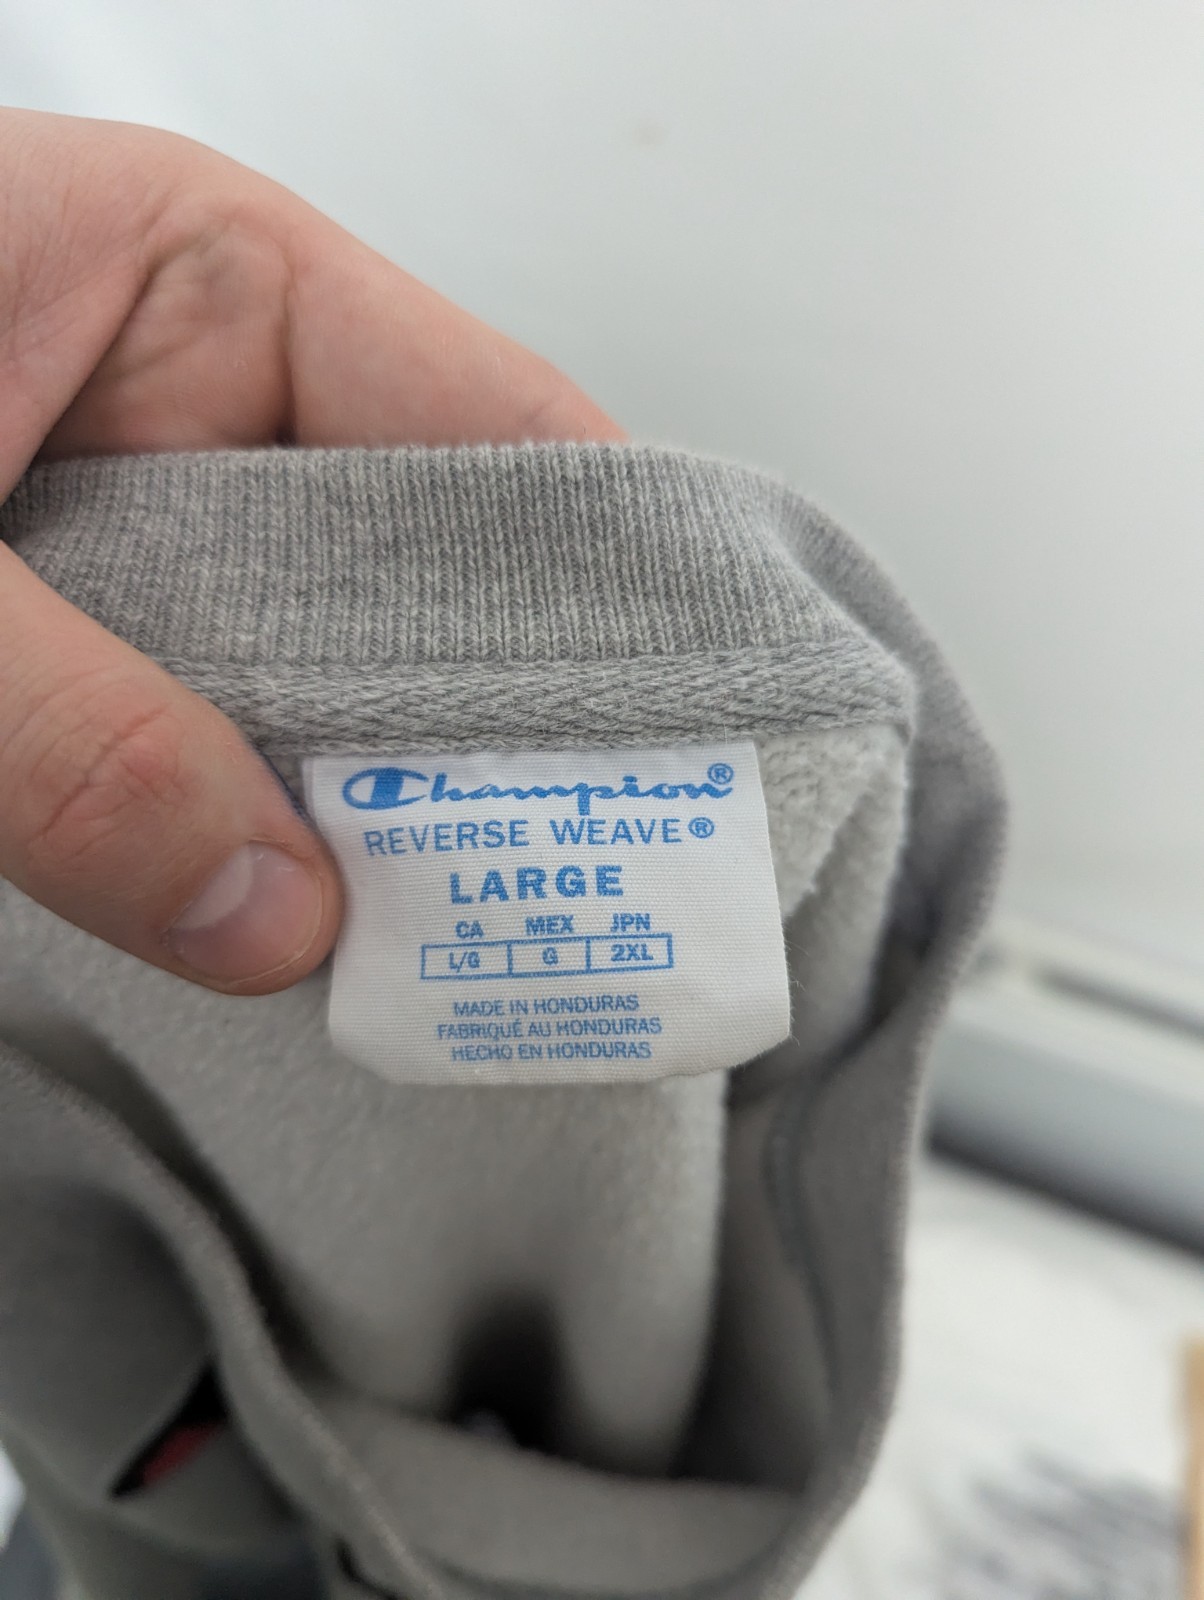 Champion®
REVERSE WEAVE®
LARGE
CA MEX JPN
L/G G 2XL
MADE IN HONDURAS
FABRIQUÉ AU HONDURAS
HECHO EN HONDURAS